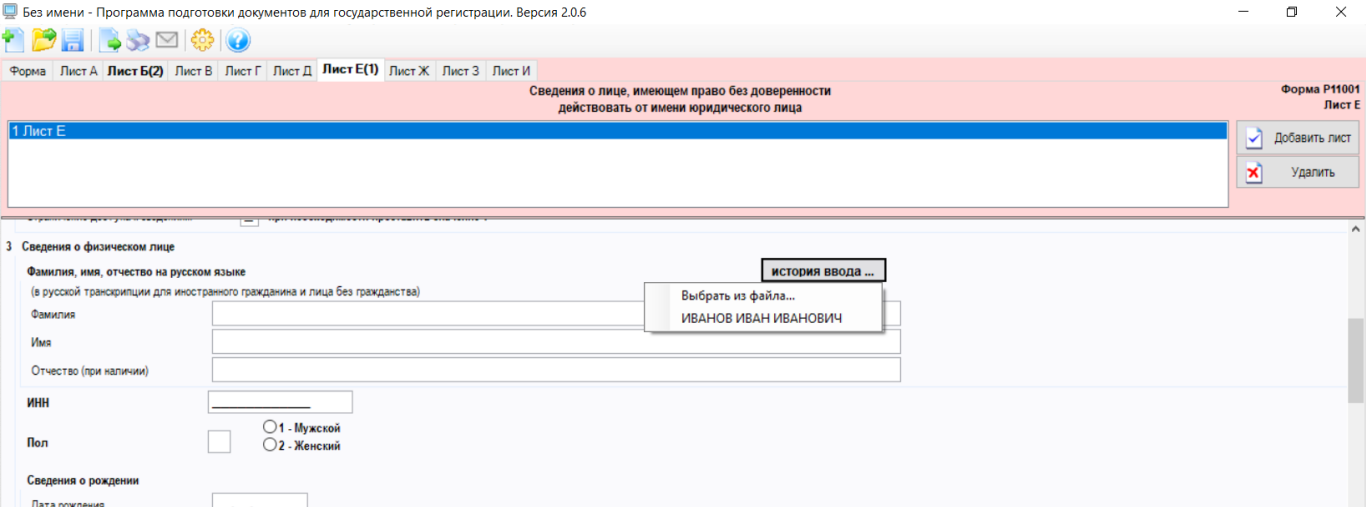 Без имени - Программа подготовки документов для государственной регистрации. Версия 2.0.6
Форма Лист А Лист Б(2) Лист В Лист Г Лист Д Лист Е(1) Лист Ж Лист З Лист И
Сведения о лице, имеющем право без доверенности
действовать от имени юридического лица
Форма Р11001
Лист Е
1 Лист Е
Добавить лист
Удалить
3 Сведения о физическом лице
Фамилия, имя, отчество на русском языке
история ввода ...
(в русской транскрипции для иностранного гражданина и лица без гражданства)
Выбрать из файла...
Фамилия
ИВАНОВ ИВАН ИВАНОВИЧ
Имя
Отчество (при наличии)
ИНН
1 - Мужской
Пол
2 - Женский
Сведения о рождении
Дата рождения